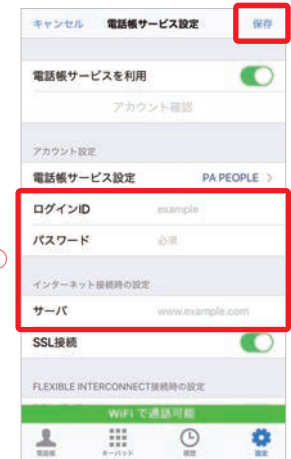 キャンセル 電話帳サービス設定 保存
電話帳サービスを利用
アカウント確認
アカウント設定
電話帳サービス設定 PA PEOPLE >
ログインID example
パスワード 必須
インターネット接続時の設定
サーバ www.example.com
SSL接続
FLEXIBLE INTERCONNECT接続時の設定
WiFi で通話可能
電話帳 キーパッド 履歴 設定